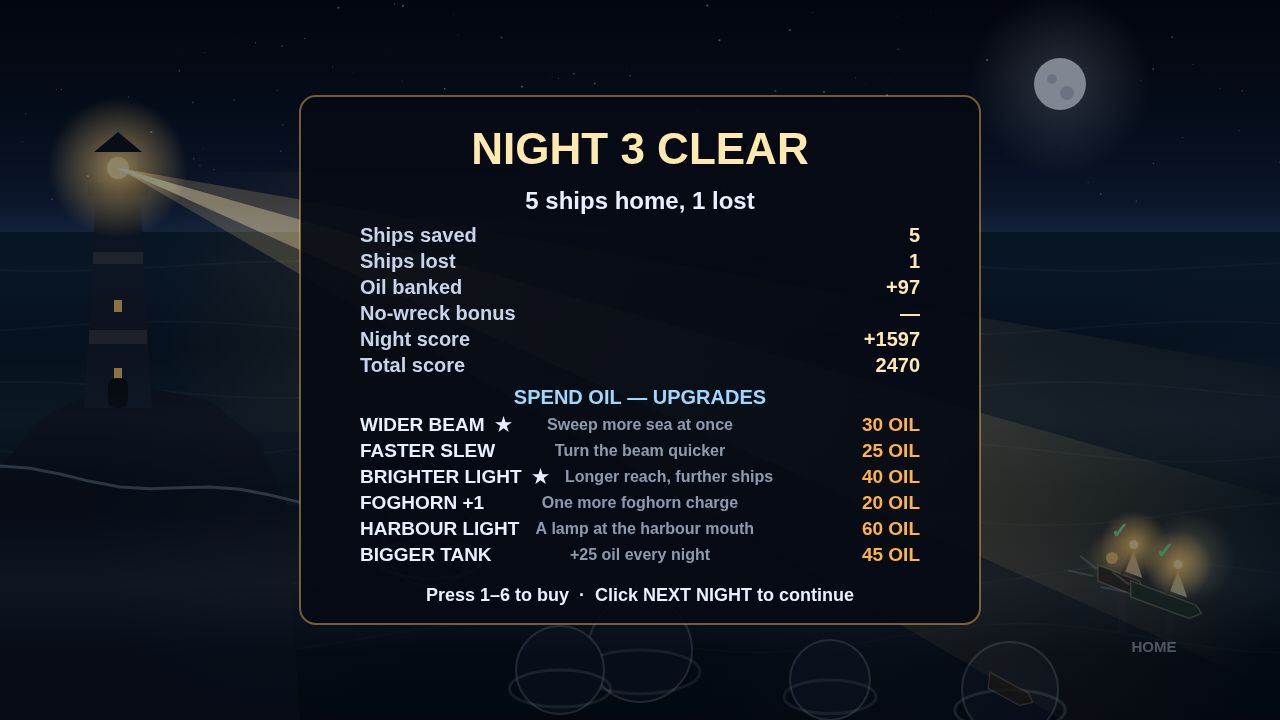 NIGHT 3 CLEAR
5 ships home, 1 lost
Ships saved 5
Ships lost 1
Oil banked +97
No-wreck bonus —
Night score +1597
Total score 2470
SPEND OIL — UPGRADES
WIDER BEAM ★ Sweep more sea at once 30 OIL
FASTER SLEW Turn the beam quicker 25 OIL
BRIGHTER LIGHT ★ Longer reach, further ships 40 OIL
FOGHORN +1 One more foghorn charge 20 OIL
HARBOUR LIGHT A lamp at the harbour mouth 60 OIL
BIGGER TANK +25 oil every night 45 OIL
Press 1–6 to buy · Click NEXT NIGHT to continue
HOME